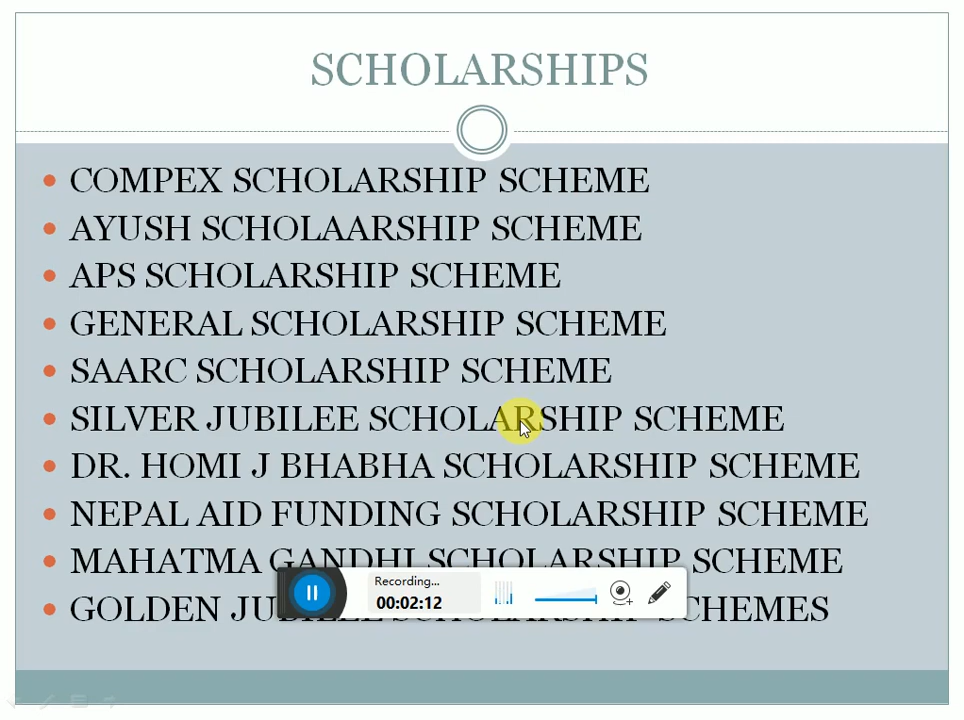 SCHOLARSHIPS
COMPEX SCHOLARSHIP SCHEME
AYUSH SCHOLAARSHIP SCHEME
APS SCHOLARSHIP SCHEME
GENERAL SCHOLARSHIP SCHEME
SAARC SCHOLARSHIP SCHEME
SILVER JUBILEE SCHOLARSHIP SCHEME
DR. HOMI J BHABHA SCHOLARSHIP SCHEME
NEPAL AID FUNDING SCHOLARSHIP SCHEME
MAHATMA GANDHI SCHOLARSHIP SCHEME
Recording...
00:02:12
GOLDEN JUBILEE SCHOLARSHIP SCHEMES